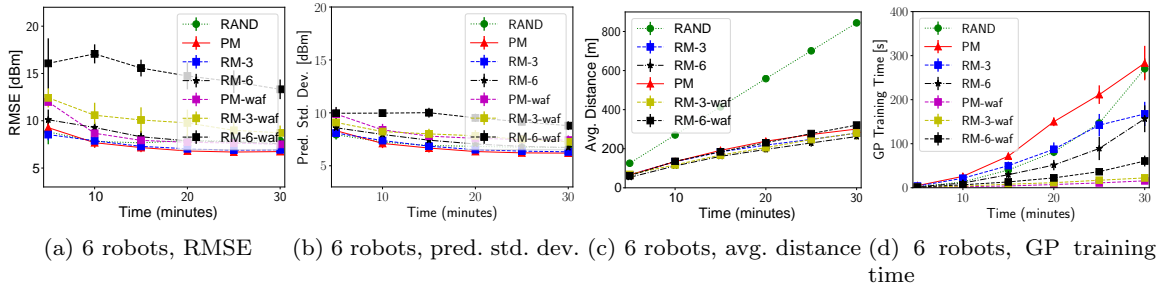 RMSE [dBm]
20
15
10
5
RAND
PM
RM-3
RM-6
PM-waf
RM-3-waf
RM-6-waf
10
20
30
Time (minutes)
(a) 6 robots, RMSE
Pred. Std. Dev. [dBm]
20
15
10
5
RAND
PM
RM-3
RM-6
PM-waf
RM-3-waf
RM-6-waf
10
20
30
Time (minutes)
(b) 6 robots, pred. std. dev.
Avg. Distance [m]
800
600
400
200
0
RAND
RM-3
RM-6
PM
RM-3-waf
RM-6-waf
10
20
30
Time (minutes)
(c) 6 robots, avg. distance
GP Training Time [s]
400
300
200
100
0
RAND
PM
RM-3
RM-6
PM-waf
RM-3-waf
RM-6-waf
10
20
30
Time (minutes)
(d) 6 robots, GP training
time